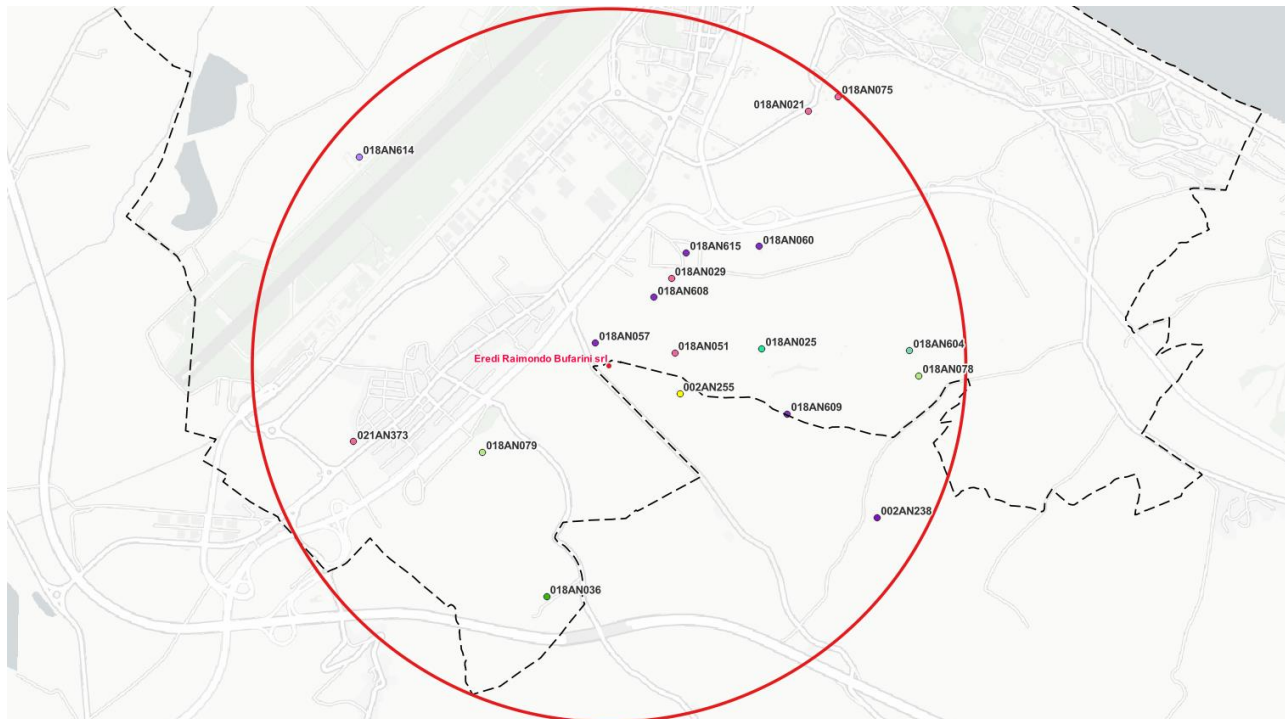 018AN075
018AN021
018AN614
018AN060
018AN615
018AN029
018AN608
018AN057
018AN051
018AN025
018AN604
Eredi Raimondo Bufarini srl
018AN078
002AN255
018AN609
021AN373
018AN079
002AN238
018AN036